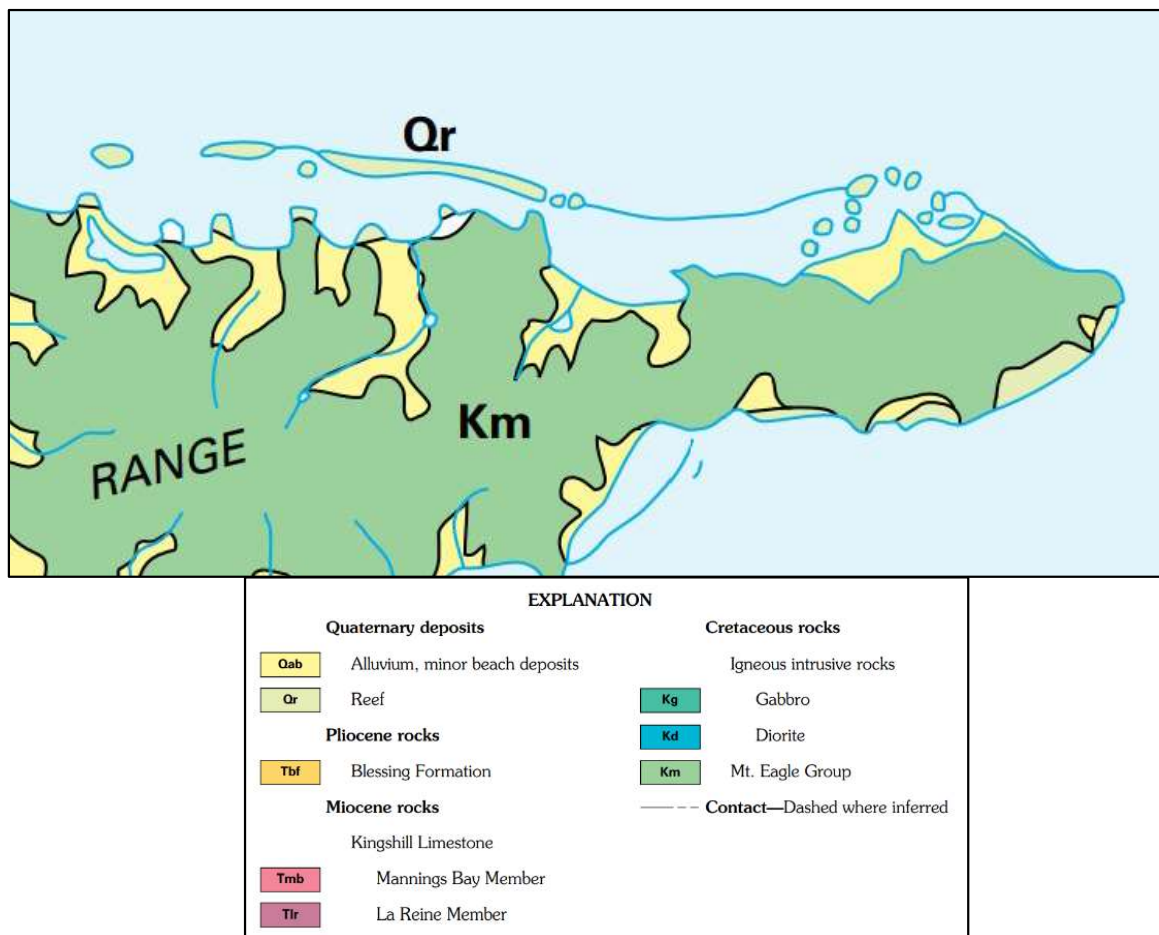 Qr
Km
RANGE
EXPLANATION
Quaternary deposits
Qab Alluvium, minor beach deposits
Qr Reef
Pliocene rocks
Tbf Blessing Formation
Miocene rocks
Kingshill Limestone
Tmb Mannings Bay Member
Tlr La Reine Member
Cretaceous rocks
Igneous intrusive rocks
Kg Gabbro
Kd Diorite
Km Mt. Eagle Group
Contact—Dashed where inferred